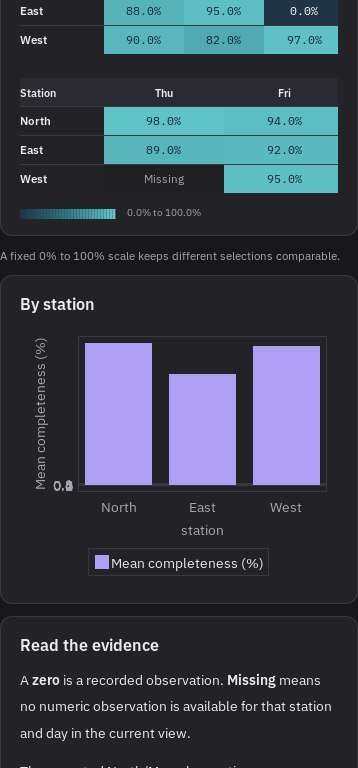 East 88.0% 95.0% 0.0%
West 90.0% 82.0% 97.0%
Station Thu Fri
North 98.0% 94.0%
East 89.0% 92.0%
West Missing 95.0%
0.0% to 100.0%
A fixed 0% to 100% scale keeps different selections comparable.
By station
Mean completeness (%)
North East West
station
Mean completeness (%)
Read the evidence
A zero is a recorded observation. Missing means
no numeric observation is available for that station
and day in the current view.